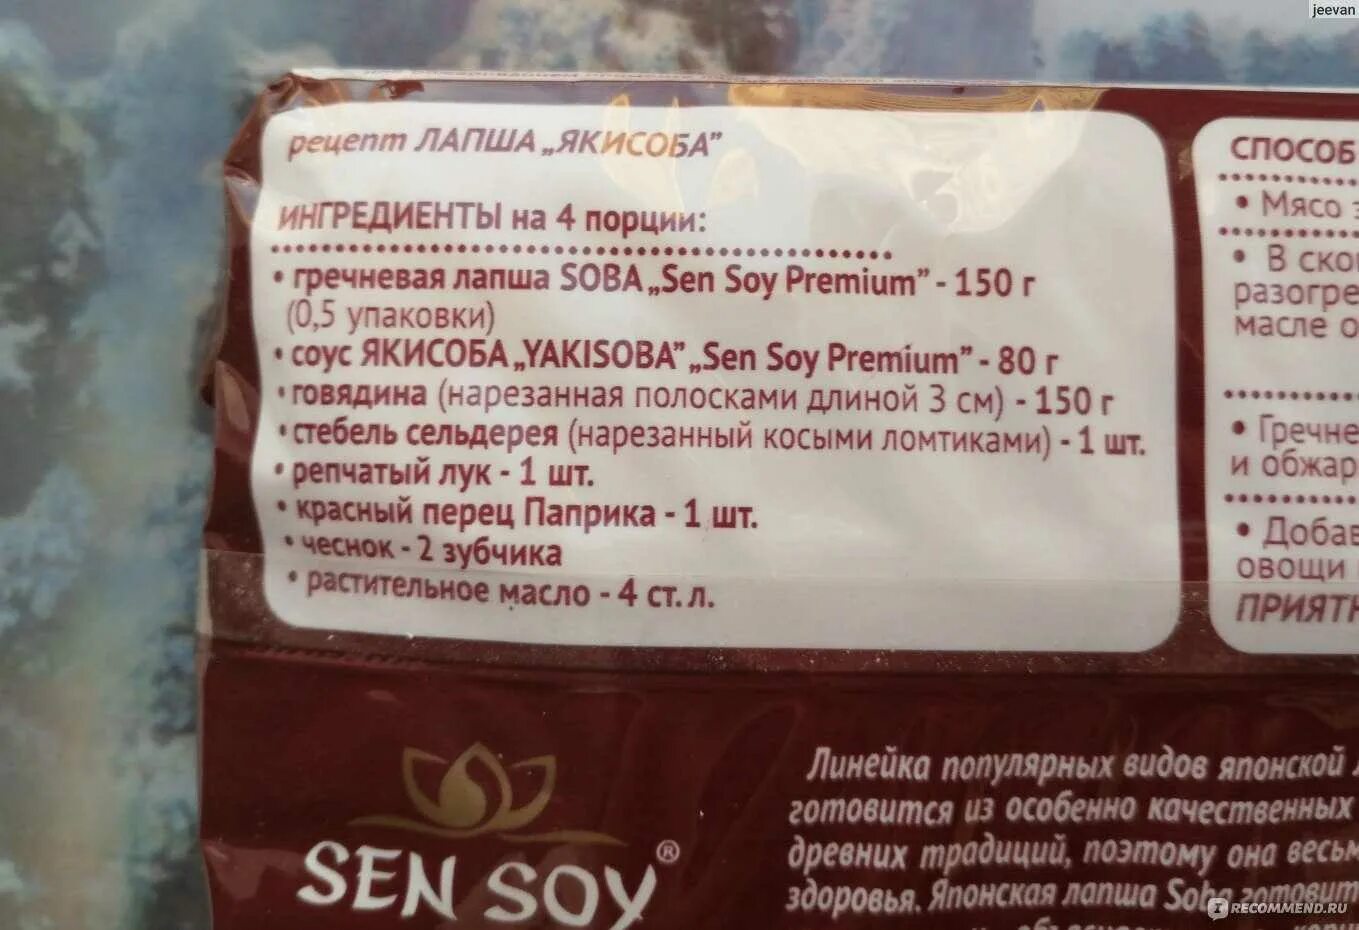 jeevan
рецепт ЛАПША „ЯКИСОБА”
ИНГРЕДИЕНТЫ на 4 порции:
• гречневая лапша SOBA „Sen Soy Premium” - 150 г
(0,5 упаковки)
• соус ЯКИСОБА „YAKISOBA” „Sen Soy Premium” - 80 г
• говядина (нарезанная полосками длиной 3 см) - 150 г
• стебель сельдерея (нарезанный косыми ломтиками) - 1 шт.
• репчатый лук - 1 шт.
• красный перец Паприка - 1 шт.
• чеснок - 2 зубчика
• растительное масло - 4 ст. л.
СПОСОБ
• Мясо
• В ско
разогре
масле о
• Гречне
и обжар
• Добав
овощи
ПРИЯТН
SEN SOY®
Линейка популярных видов японской
готовится из особенно качественных
древних традиций, поэтому она весьм
здоровья. Японская лапша Soba готовит
IRECOMMEND.RU